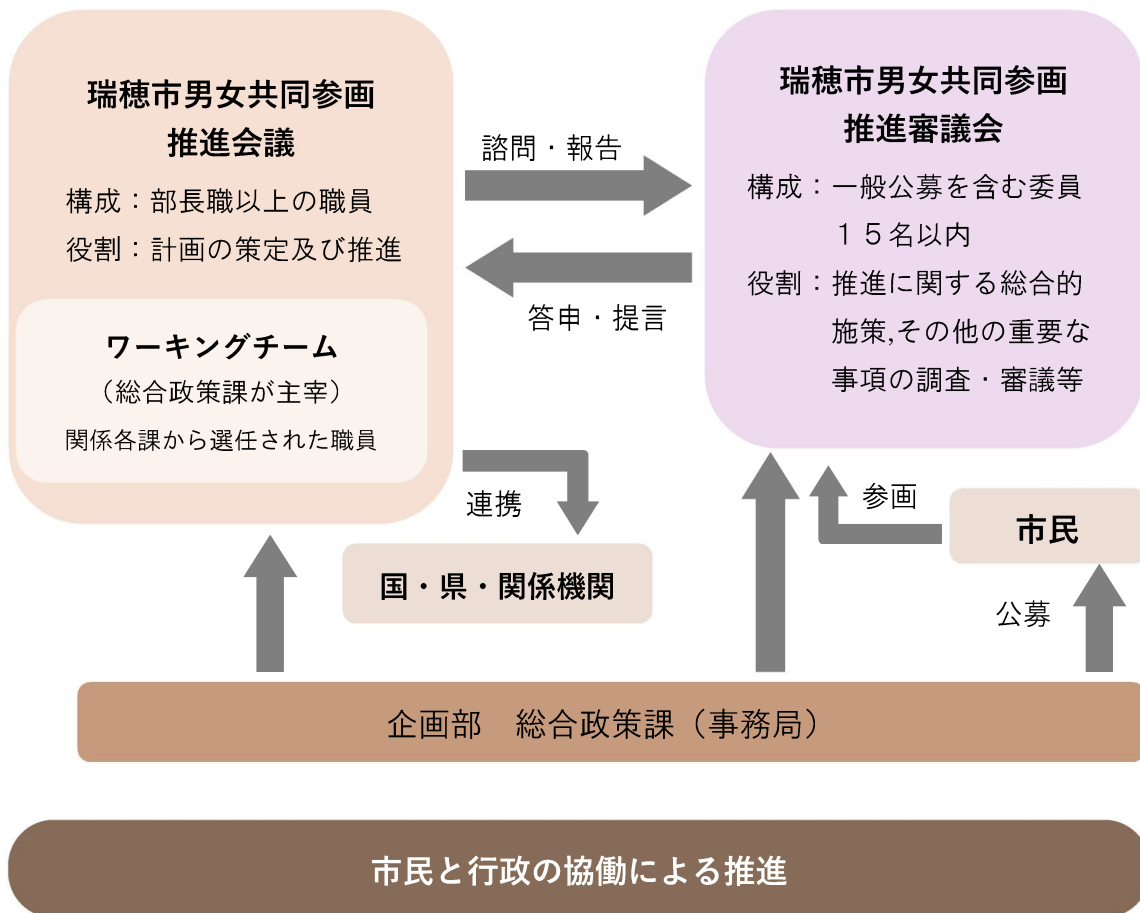 瑞穂市男女共同参画
推進会議
構成：部長職以上の職員
役割：計画の策定及び推進
ワーキングチーム
（総合政策課が主宰）
関係各課から選任された職員
諮問・報告
答申・提言
瑞穂市男女共同参画
推進審議会
構成：一般公募を含む委員
１５名以内
役割：推進に関する総合的
施策,その他の重要な
事項の調査・審議等
連携
国・県・関係機関
参画
市民
公募
企画部　総合政策課（事務局）
市民と行政の協働による推進